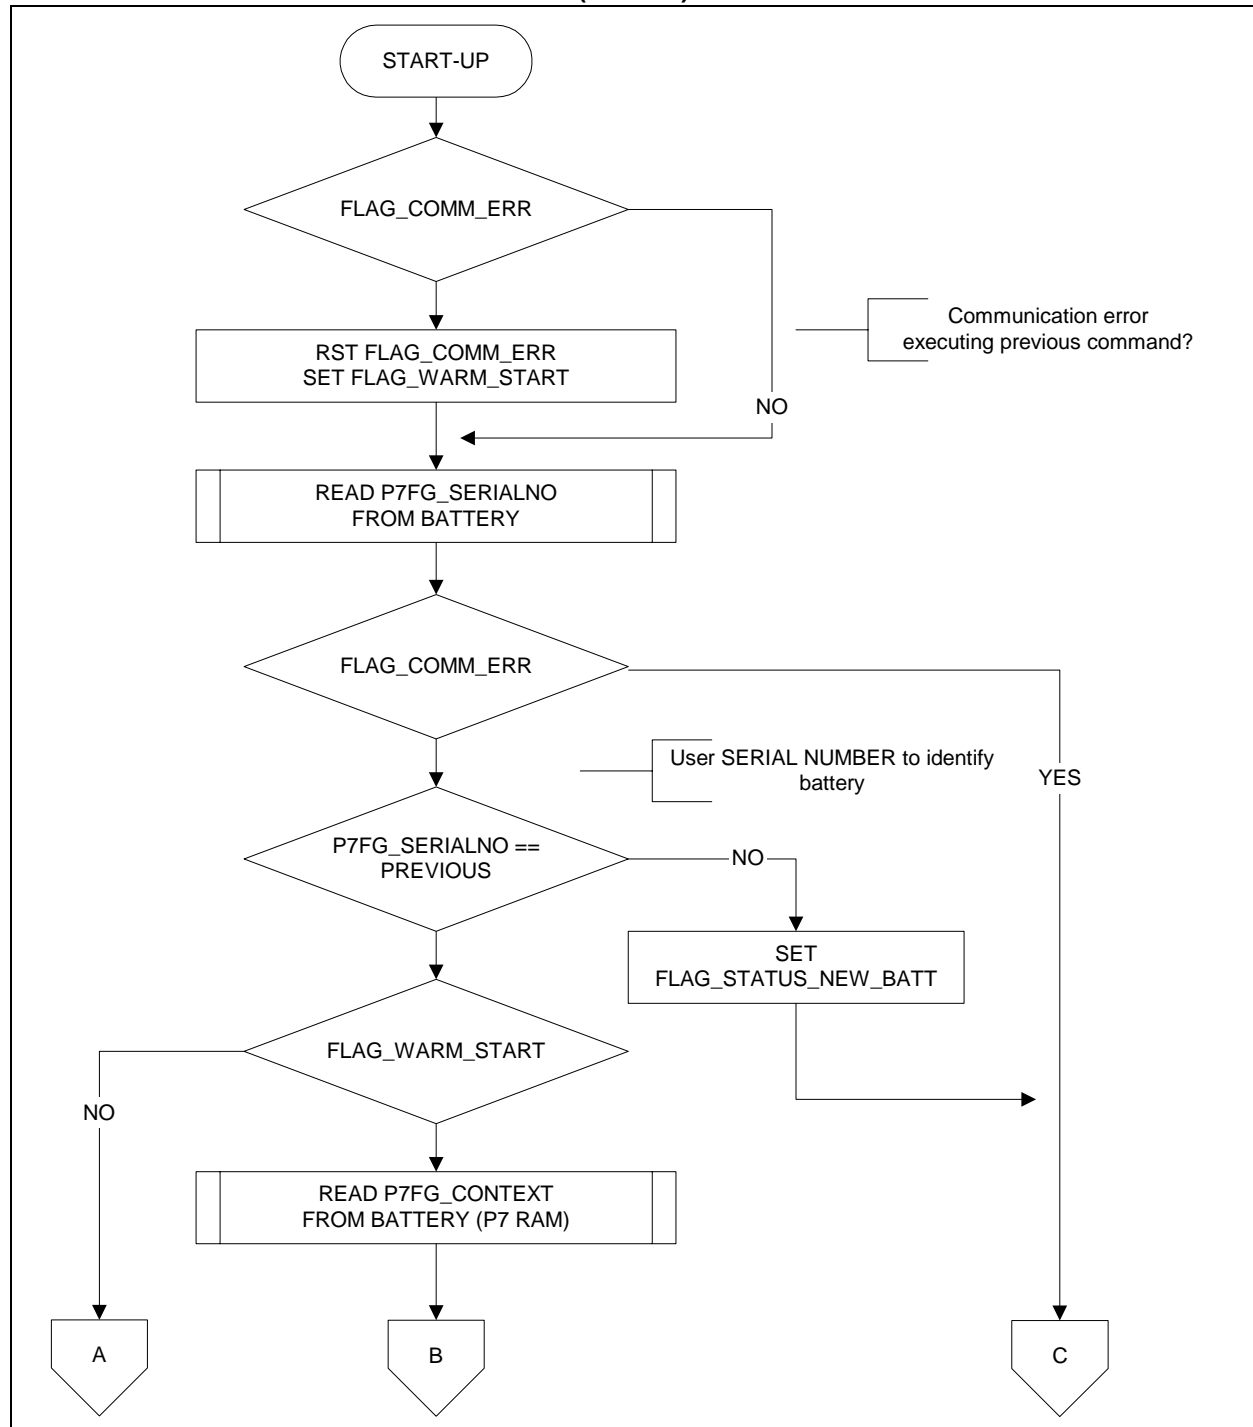 START-UP
FLAG_COMM_ERR
Communication error
executing previous command?
RST FLAG_COMM_ERR
SET FLAG_WARM_START
NO
READ P7FG_SERIALNO
FROM BATTERY
FLAG_COMM_ERR
User SERIAL NUMBER to identify
battery
YES
P7FG_SERIALNO ==
PREVIOUS
NO
SET
FLAG_STATUS_NEW_BATT
FLAG_WARM_START
NO
READ P7FG_CONTEXT
FROM BATTERY (P7 RAM)
A
B
C